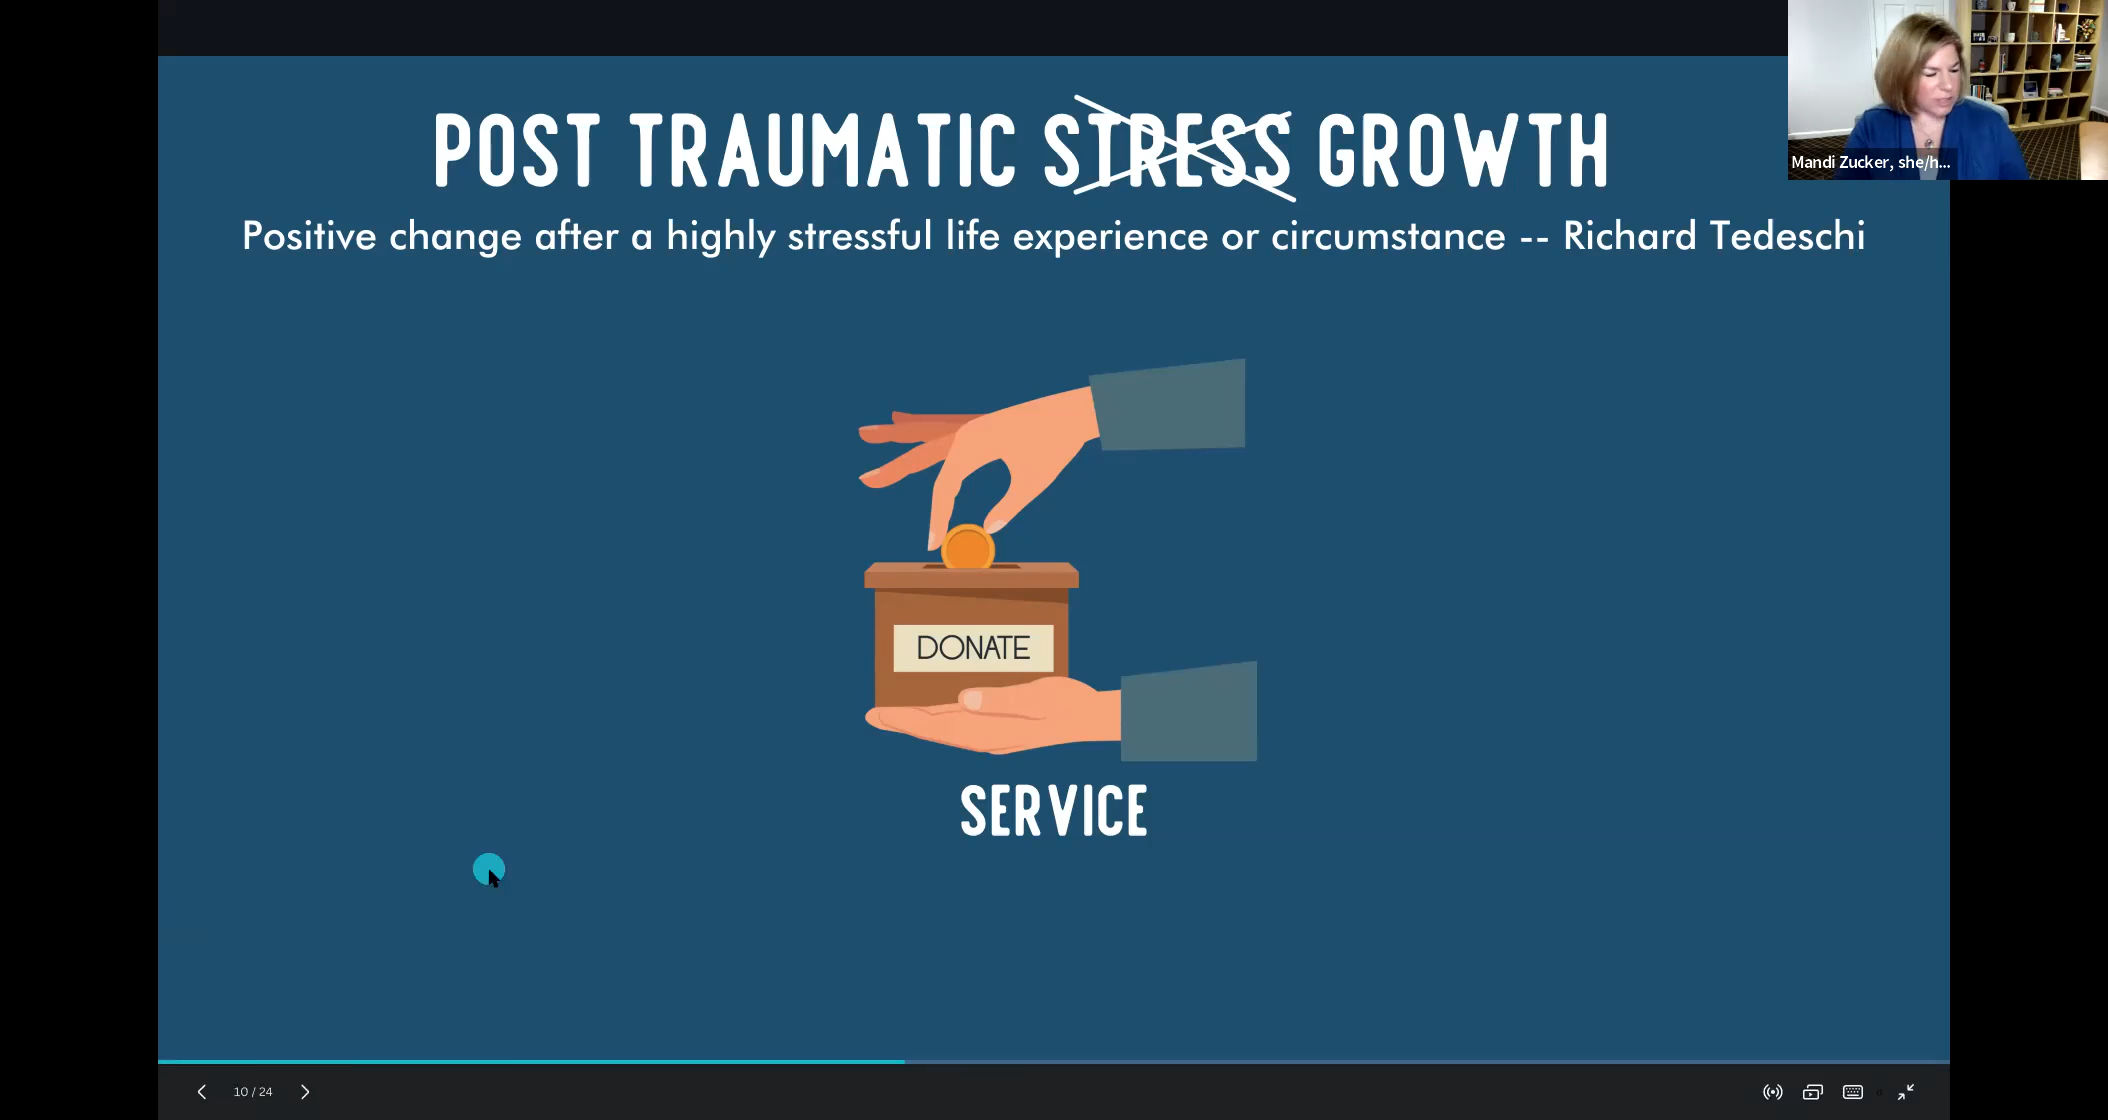 POST TRAUMATIC STRESS GROWTH
Positive change after a highly stressful life experience or circumstance -- Richard Tedeschi
Mandi Zucker, she/h...
DONATE
SERVICE
10 / 24